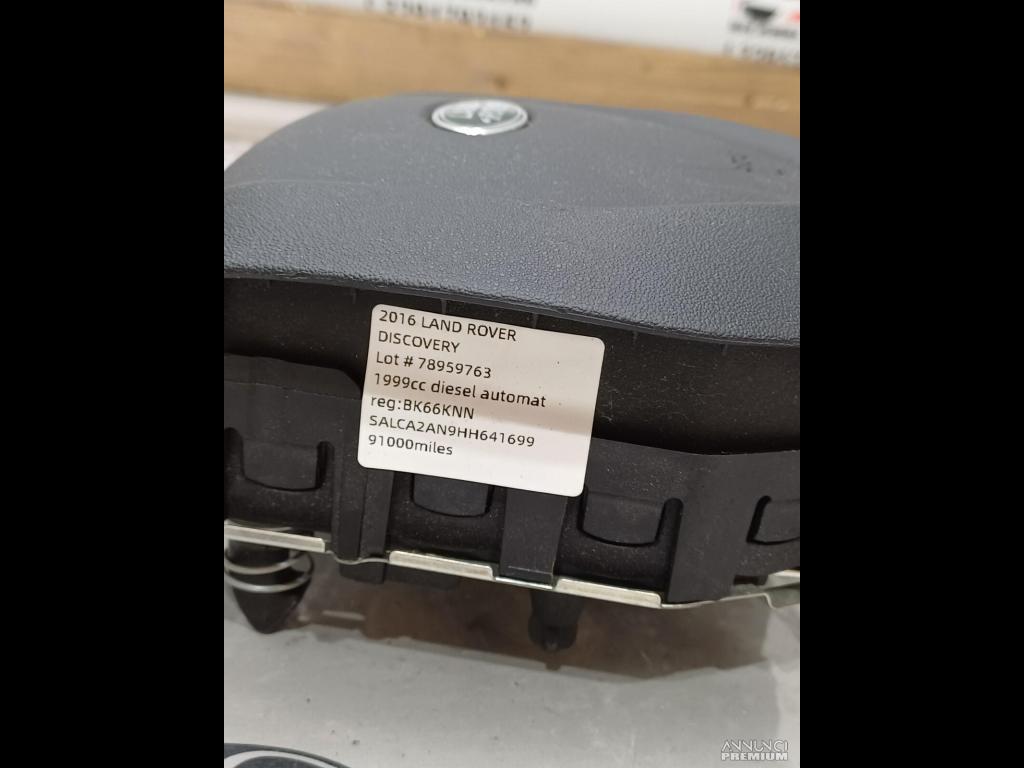 2016 LAND ROVER
DISCOVERY
Lot # 78959763
1999cc diesel automat
reg:BK66KNN
SALCA2AN9HH641699
91000miles
ANNUNCI
PREMIUM